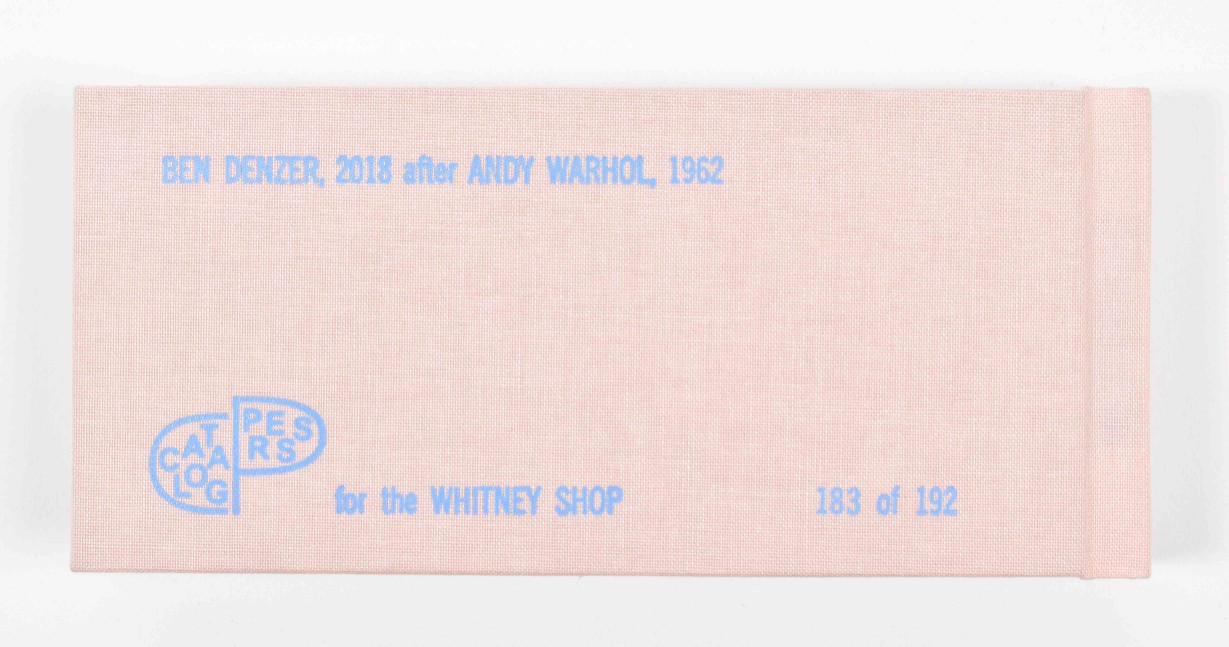 BEN DENZER, 2018 after ANDY WARHOL, 1962
CATALOG PRESS
for the WHITNEY SHOP 183 of 192